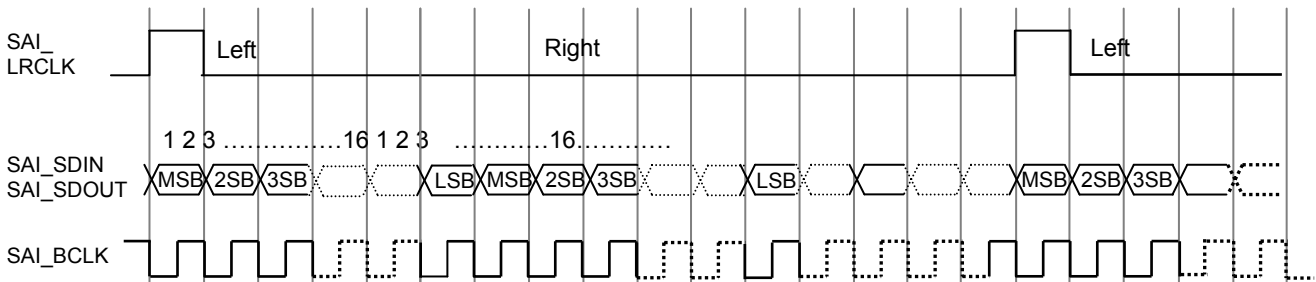 SAI_
LRCLK
Left
Right
Left
1 2 3 ..............16 1 2 3 ............16.............
SAI_SDIN
SAI_SDOUT
MSB 2SB 3SB LSB MSB 2SB 3SB LSB MSB 2SB 3SB
SAI_BCLK